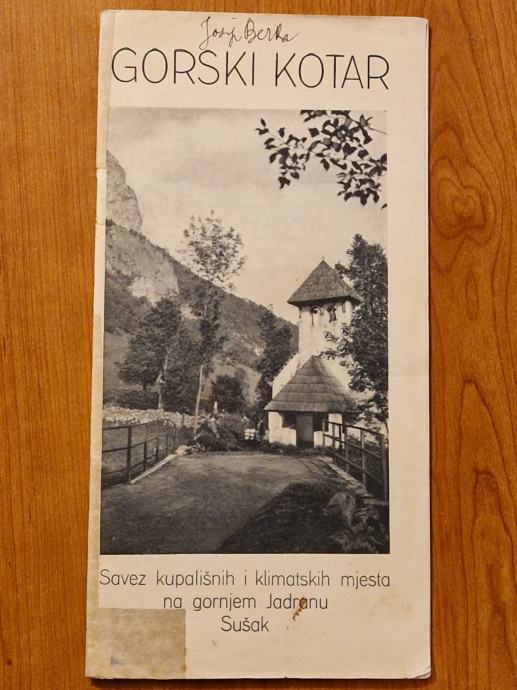 Josip Berka
GORSKI KOTAR
Savez kupališnih i klimatskih mjesta
na gornjem Jadranu
Sušak